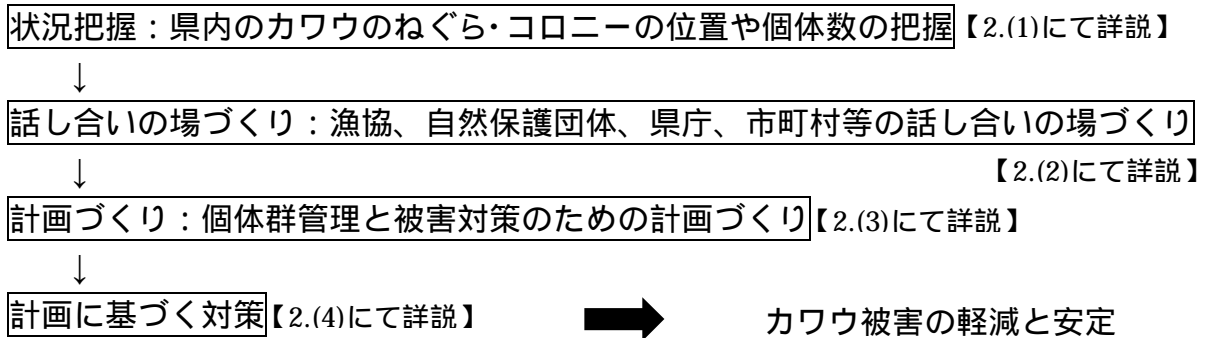 状況把握：県内のカワウのねぐら・コロニーの位置や個体数の把握【2.(1)にて詳説】
↓
話し合いの場づくり：漁協、自然保護団体、県庁、市町村等の話し合いの場づくり
↓ 【2.(2)にて詳説】
計画づくり：個体群管理と被害対策のための計画づくり【2.(3)にて詳説】
↓
計画に基づく対策【2.(4)にて詳説】 カワウ被害の軽減と安定